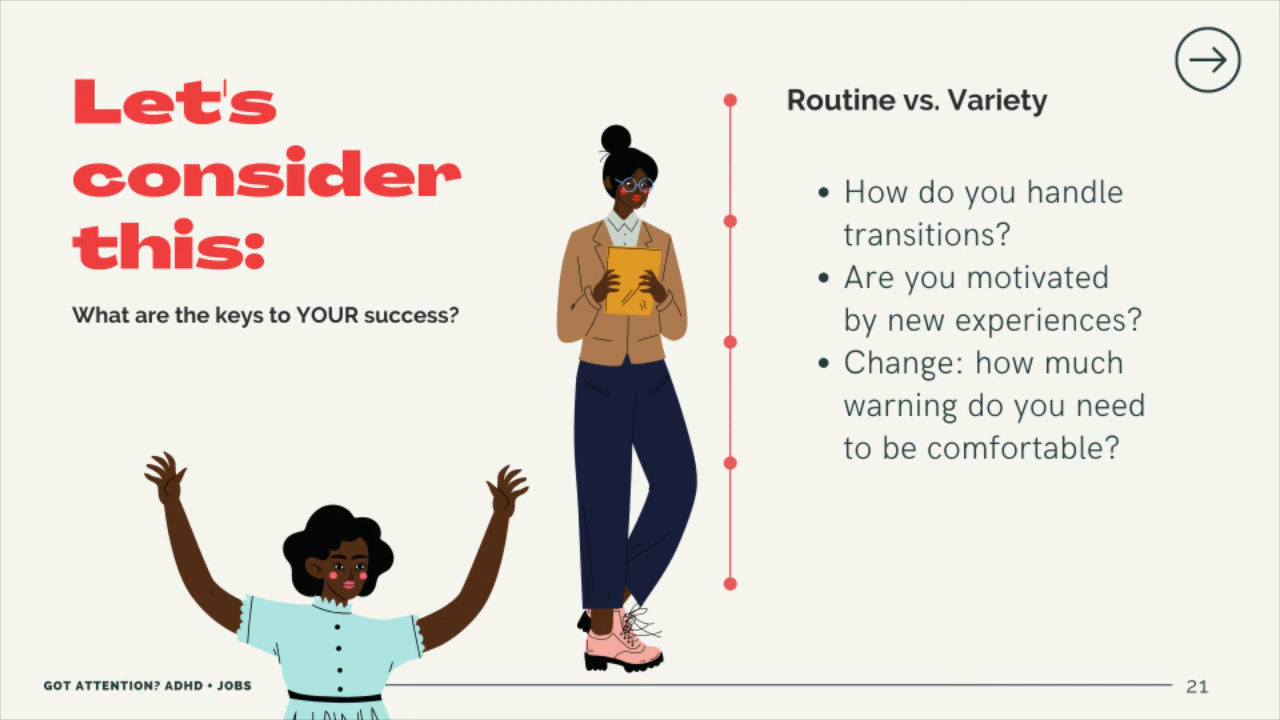 Let's
consider
this:
What are the keys to YOUR success?
Routine vs. Variety
• How do you handle
transitions?
• Are you motivated
by new experiences?
• Change: how much
warning do you need
to be comfortable?
GOT ATTENTION? ADHD • JOBS
21